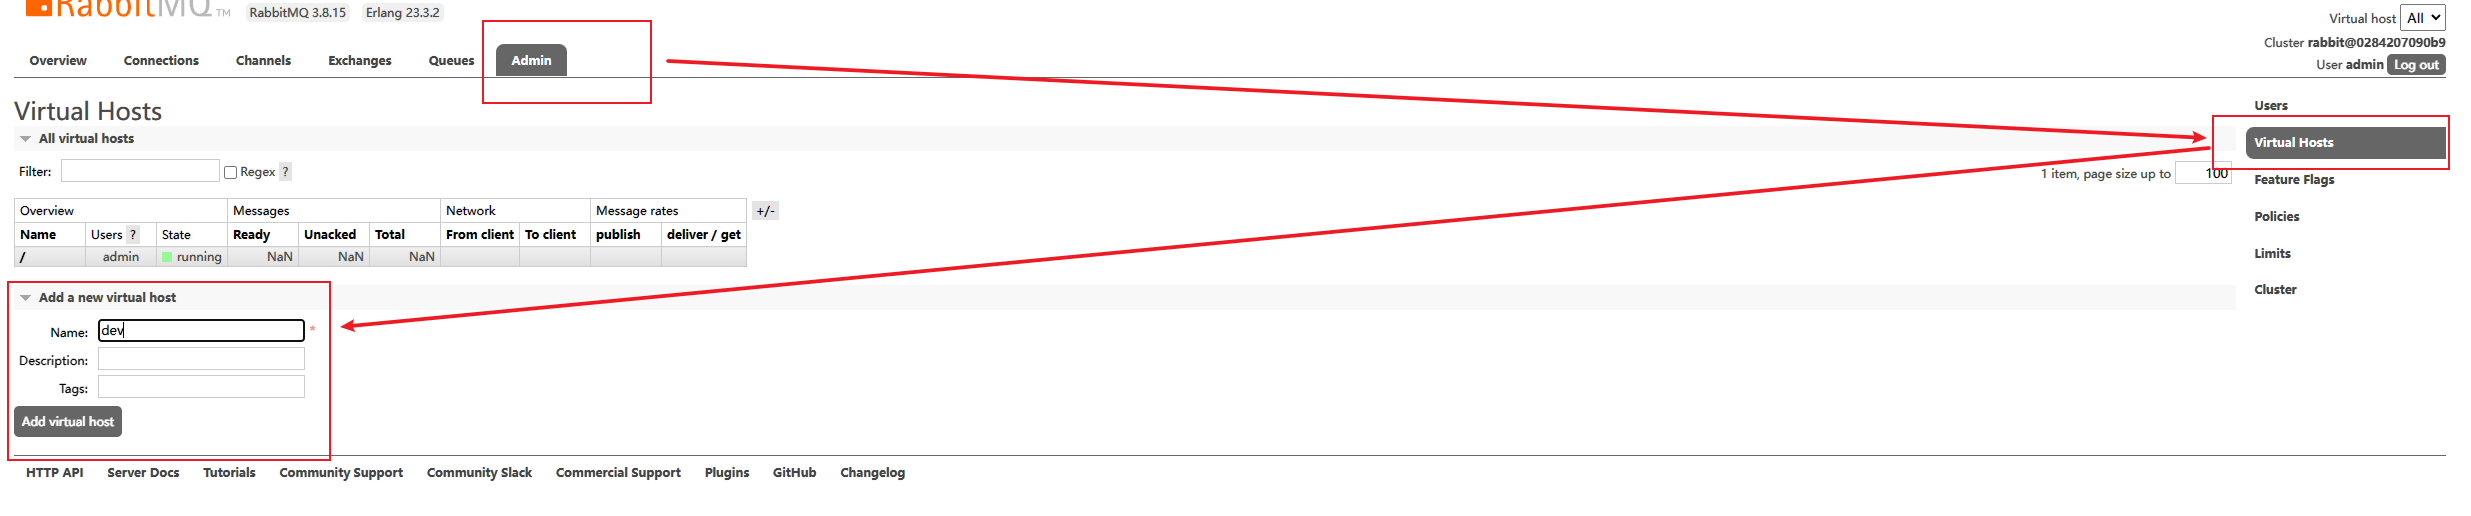 RabbitMQ TM RabbitMQ 3.8.15 Erlang 23.3.2
Virtual host All
Cluster rabbit@0284207090b9
User admin Log out
Overview Connections Channels Exchanges Queues Admin
Virtual Hosts
All virtual hosts
Filter: Regex ?
1 item, page size up to 100
Overview Messages Network Message rates +/-
Name Users ? State Ready Unacked Total From client To client publish deliver / get
/ admin running NaN NaN NaN
Add a new virtual host
Name: dev *
Description:
Tags:
Add virtual host
Users
Virtual Hosts
Feature Flags
Policies
Limits
Cluster
HTTP API Server Docs Tutorials Community Support Community Slack Commercial Support Plugins GitHub Changelog